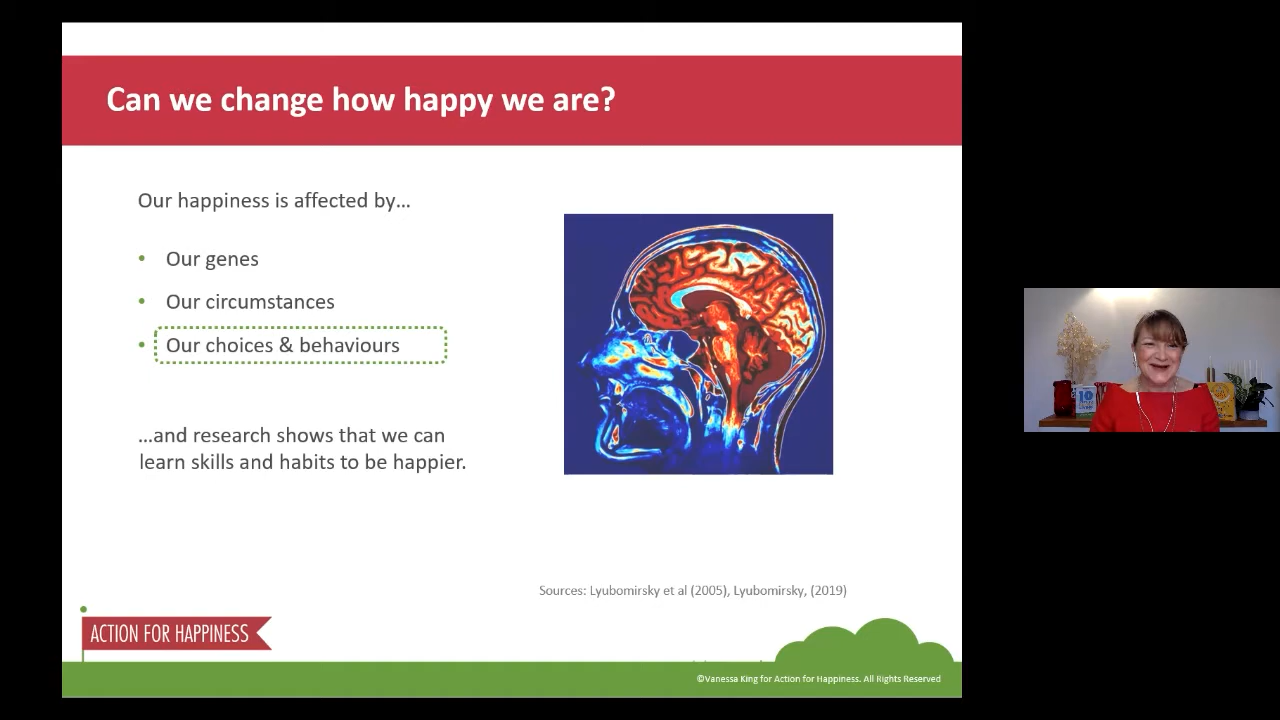 Can we change how happy we are?
Our happiness is affected by...
• Our genes
• Our circumstances
• Our choices & behaviours
...and research shows that we can
learn skills and habits to be happier.
Sources: Lyubomirsky et al (2005), Lyubomirsky, (2019)
ACTION FOR HAPPINESS
©Vanessa King for Action for Happiness. All Rights Reserved
10